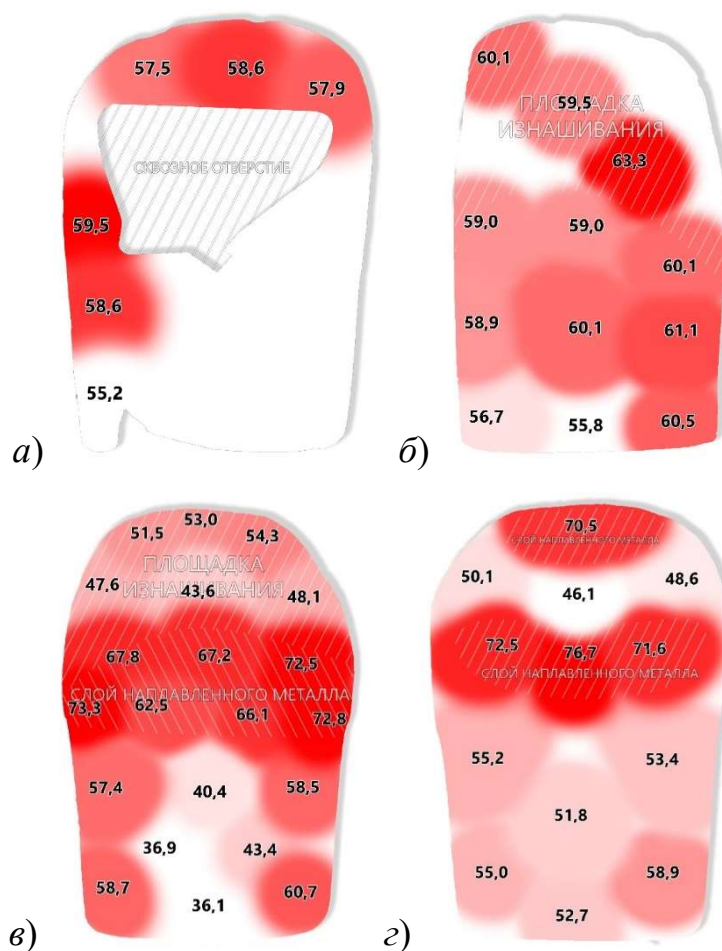 57,5 58,6 57,9
СКВОЗНОЕ ОТВЕРСТИЕ
59,5
58,6
55,2
а)
60,1
59,5
ПЛОЩАДКА
ИЗНАШИВАНИЯ
63,3
59,0 59,0
60,1
58,9 60,1 61,1
56,7 55,8 60,5
б)
51,5 53,0 54,3
ПЛОЩАДКА
ИЗНАШИВАНИЯ
47,6 43,6 48,1
67,8 67,2 72,5
СЛОЙ НАПЛАВЛЕННОГО МЕТАЛЛА
73,3 62,5 66,1 72,8
57,4 40,4 58,5
36,9 43,4
58,7 36,1 60,7
в)
70,5
СЛОЙ НАПЛАВЛЕННОГО МЕТАЛЛА
50,1 46,1 48,6
72,5 76,7 71,6
СЛОЙ НАПЛАВЛЕННОГО МЕТАЛЛА
55,2 53,4
51,8
55,0 58,9
52,7
г)